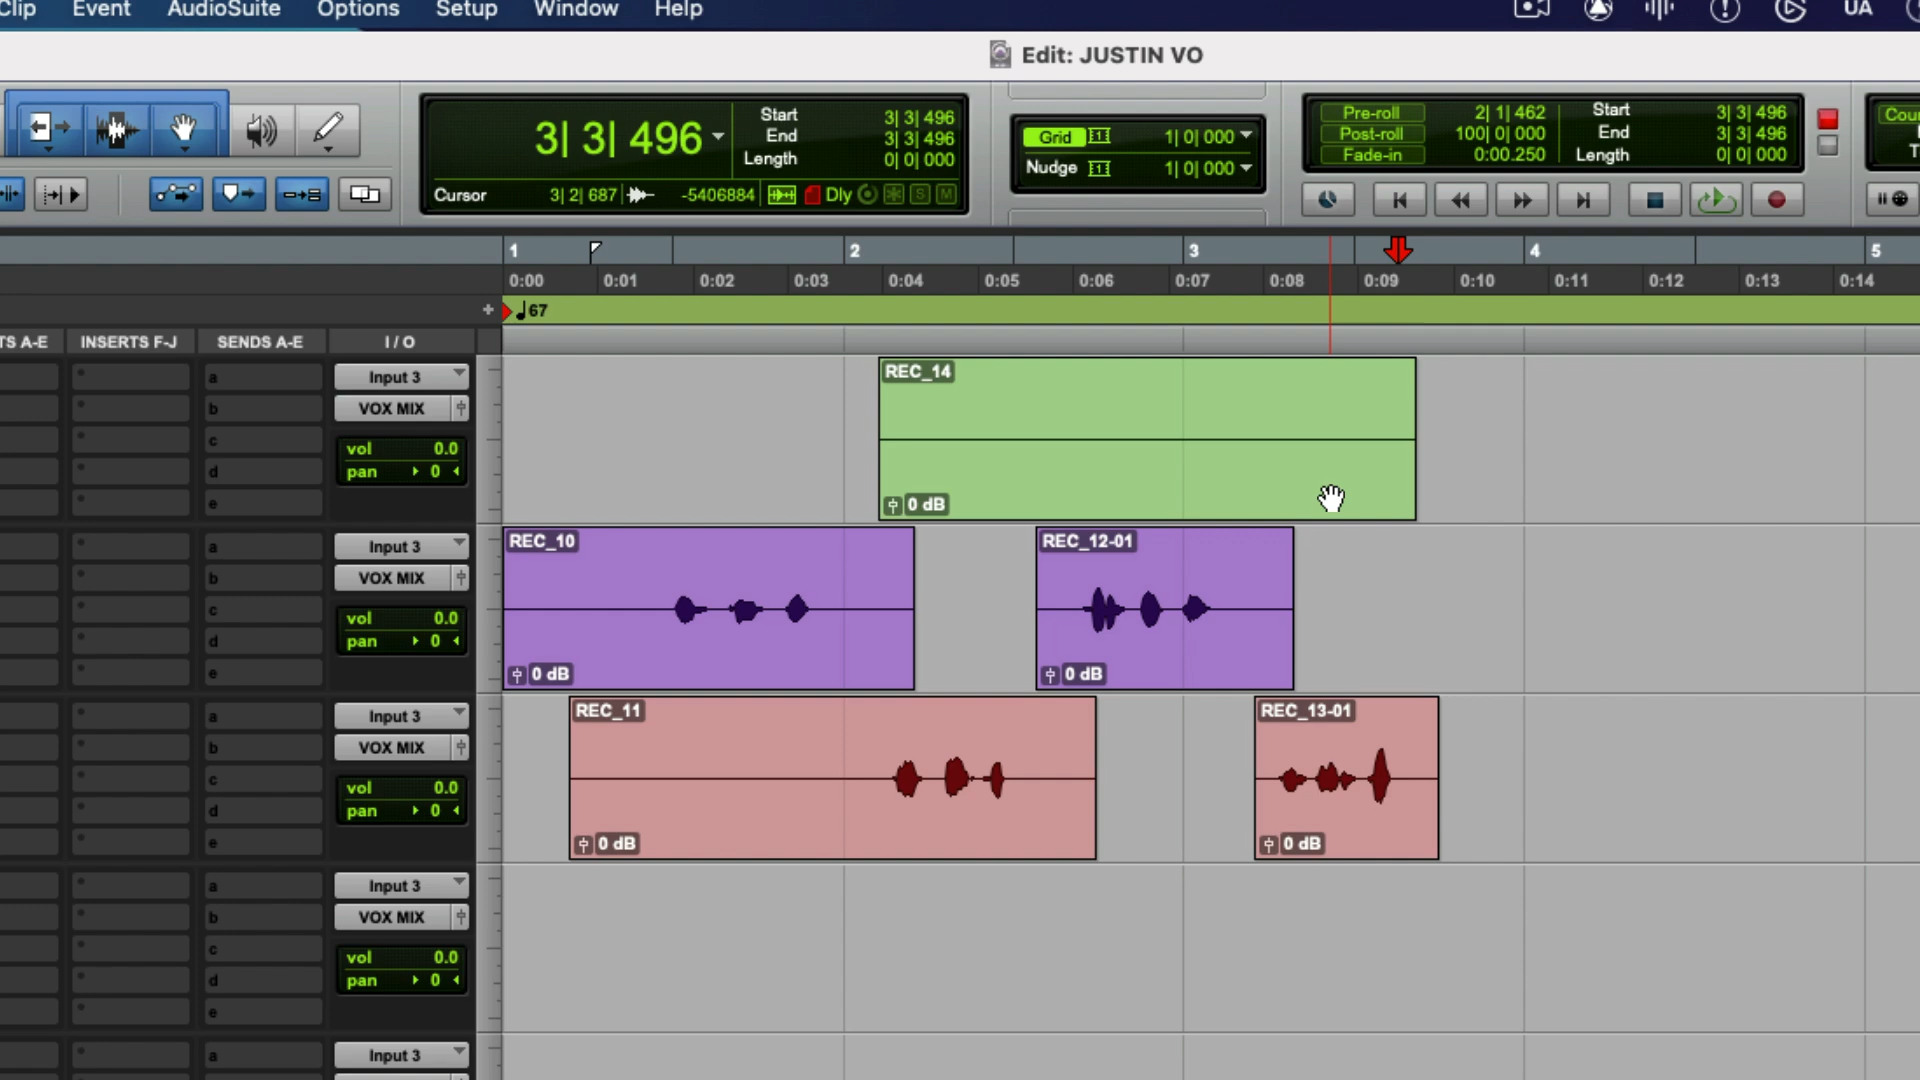 Clip Event AudioSuite Options Setup Window Help UA
Edit: JUSTIN VO
3| 3| 496
Start 3| 3| 496
End 3| 3| 496
Length 0| 0| 000
Cursor 3| 2| 687 -5406884 Dly S M
Grid 1| 0| 000
Nudge 1| 0| 000
Pre-roll 2| 1| 462 Start 3| 3| 496
Post-roll 100| 0| 000 End 3| 3| 496
Fade-in 0:00.250 Length 0| 0| 000
Cou
T
1 2 3 4 5
0:00 0:01 0:02 0:03 0:04 0:05 0:06 0:07 0:08 0:09 0:10 0:11 0:12 0:13 0:14
+ 67
TS A-E INSERTS F-J SENDS A-E I / O
a Input 3
b VOX MIX
c vol 0.0
d pan 0
e
REC_14
0 dB
a Input 3
b VOX MIX
c vol 0.0
d pan 0
e
REC_10 REC_12-01
0 dB 0 dB
a Input 3
b VOX MIX
c vol 0.0
d pan 0
e
REC_11 REC_13-01
0 dB 0 dB
a Input 3
b VOX MIX
c vol 0.0
d pan 0
e
a Input 3